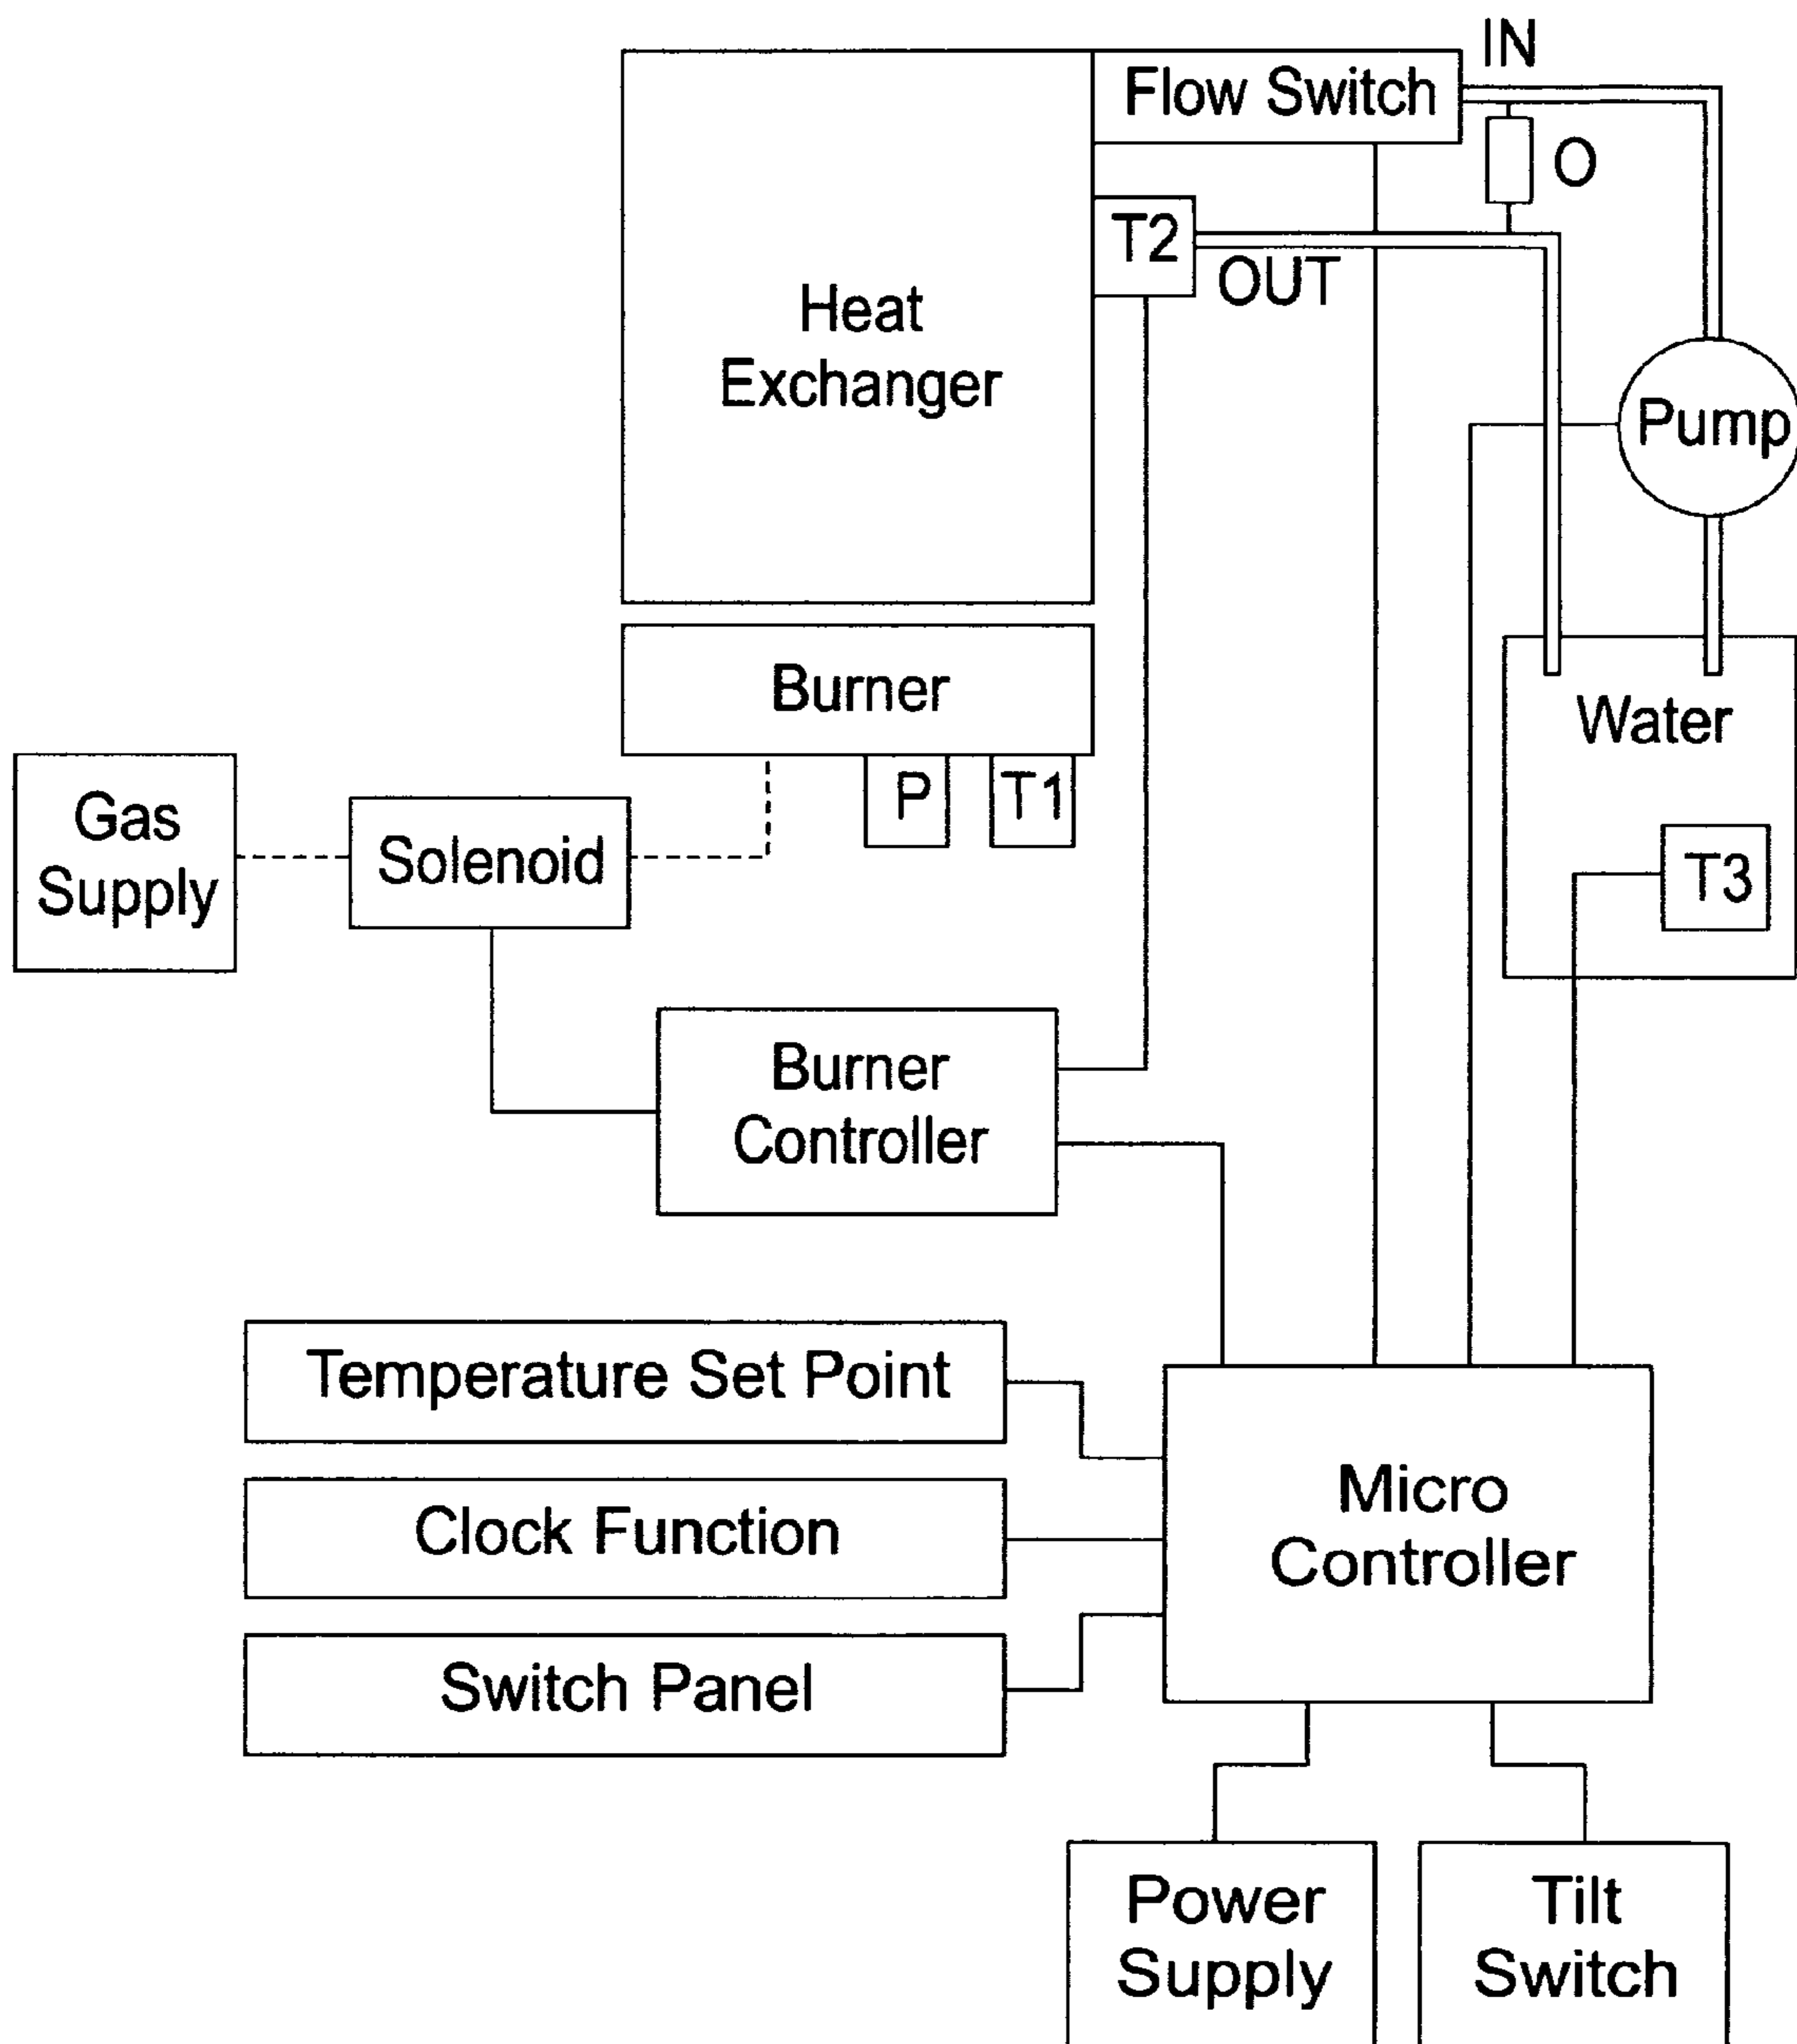 IN
Flow Switch
O
T2
OUT
Heat
Exchanger
Pump
Burner
Water
P
T1
Gas
Supply
Solenoid
T3
Burner
Controller
Temperature Set Point
Clock Function
Switch Panel
Micro
Controller
Power
Supply
Tilt
Switch